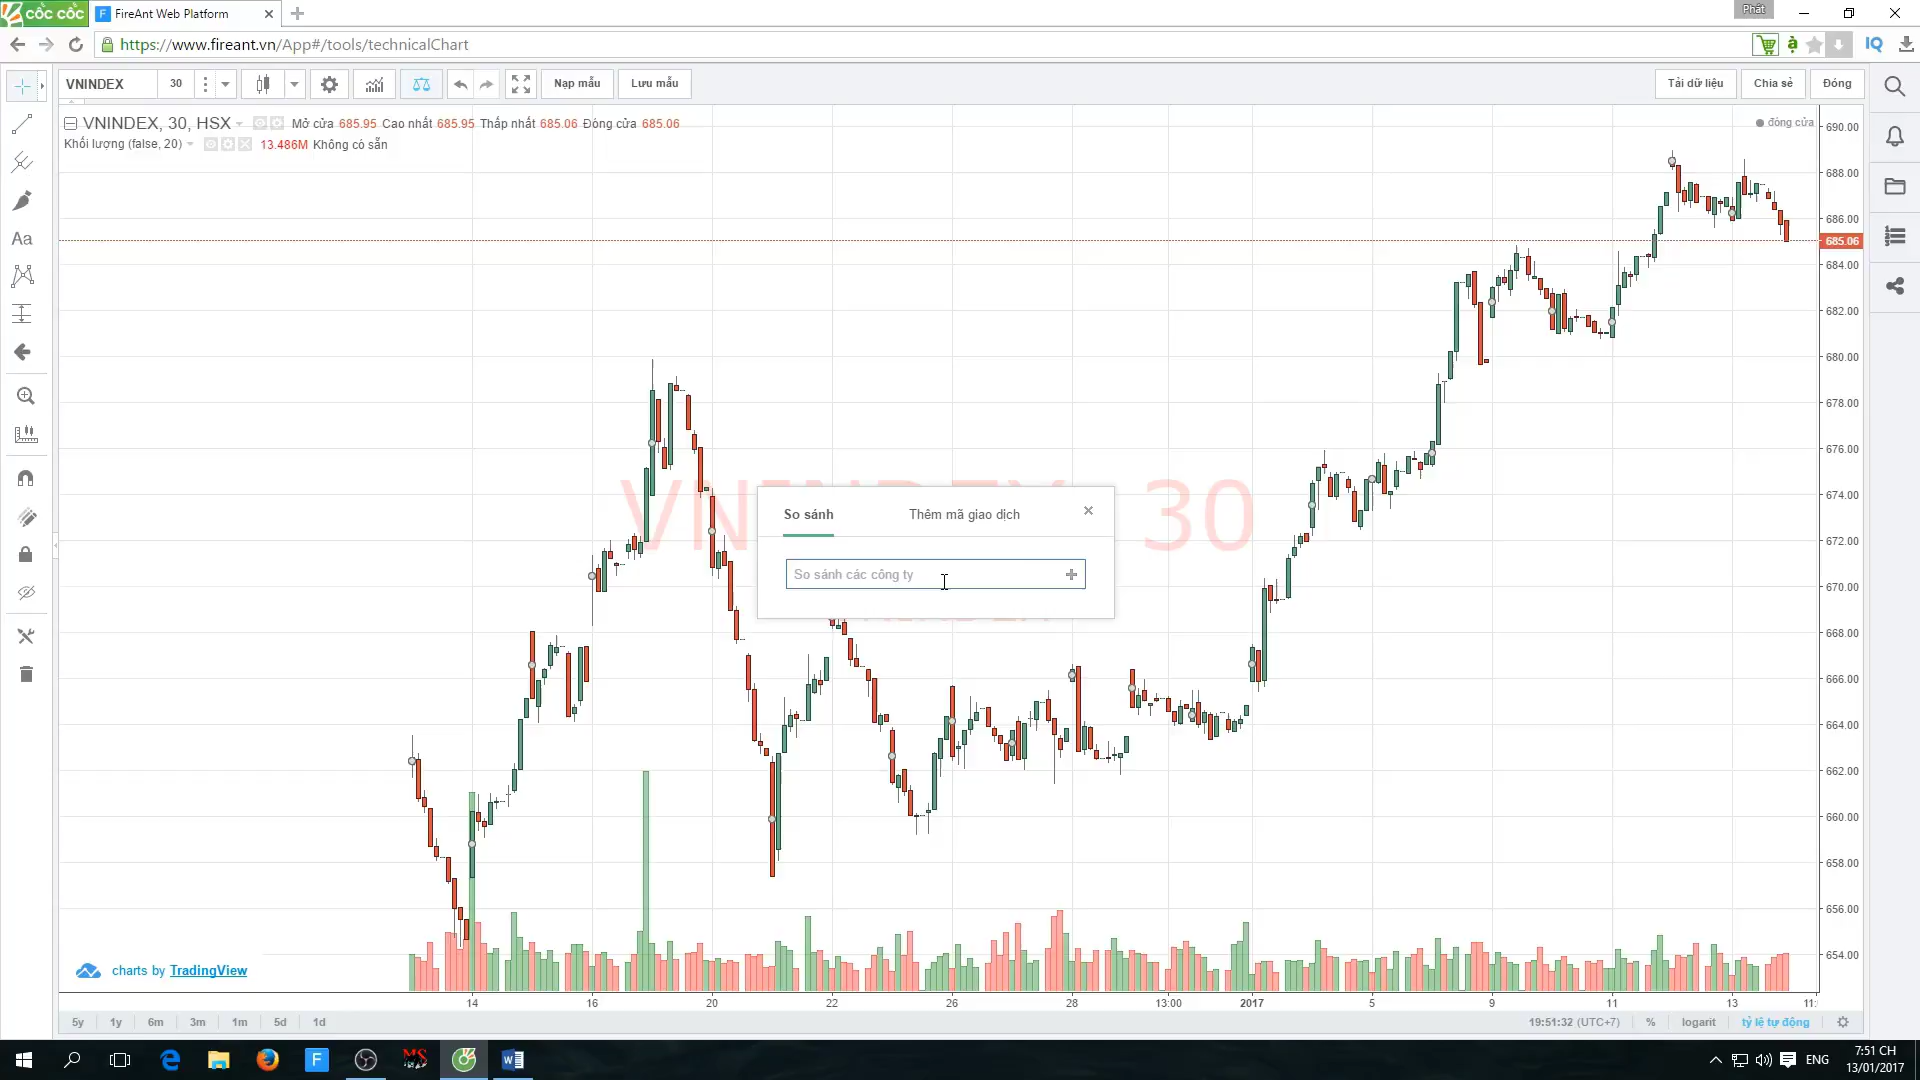 cốc cốc
FireAnt Web Platform
Phát
https://www.fireant.vn/App#/tools/technicalChart
IQ
VNINDEX
30
Nạp mẫu
Lưu mẫu
Tải dữ liệu
Chia sẻ
Đóng
VNINDEX, 30, HSX
Mở cửa 685.95 Cao nhất 685.95 Thấp nhất 685.06 Đóng cửa 685.06
Khối lượng (false, 20)
13.486M Không có sẵn
đóng cửa
Aa
690.00
688.00
686.00
685.06
684.00
682.00
680.00
678.00
676.00
674.00
672.00
670.00
668.00
666.00
664.00
662.00
660.00
658.00
656.00
654.00
30
So sánh
Thêm mã giao dịch
So sánh các công ty
charts by TradingView
14 16 20 22 26 28 13:00 2017 5 9 11 13 11:
5y 1y 6m 3m 1m 5d 1d
19:51:32 (UTC+7)
%
logarit
tỷ lệ tự động
ENG
7:51 CH
13/01/2017